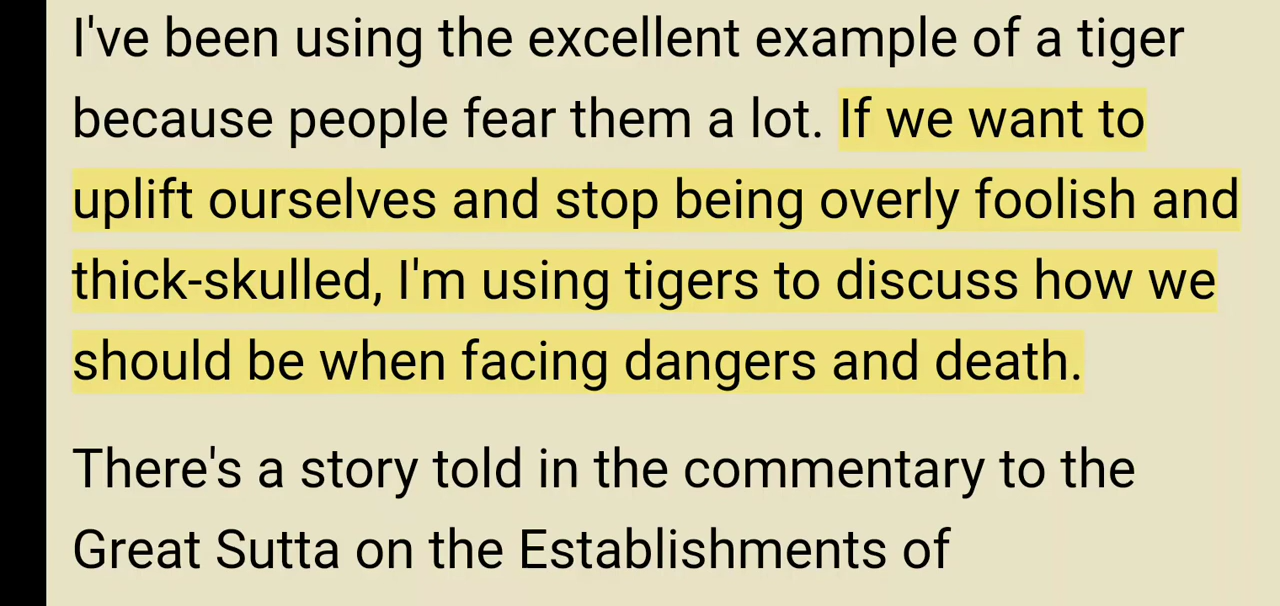 I've been using the excellent example of a tiger
because people fear them a lot. If we want to
uplift ourselves and stop being overly foolish and
thick-skulled, I'm using tigers to discuss how we
should be when facing dangers and death.
There's a story told in the commentary to the
Great Sutta on the Establishments of